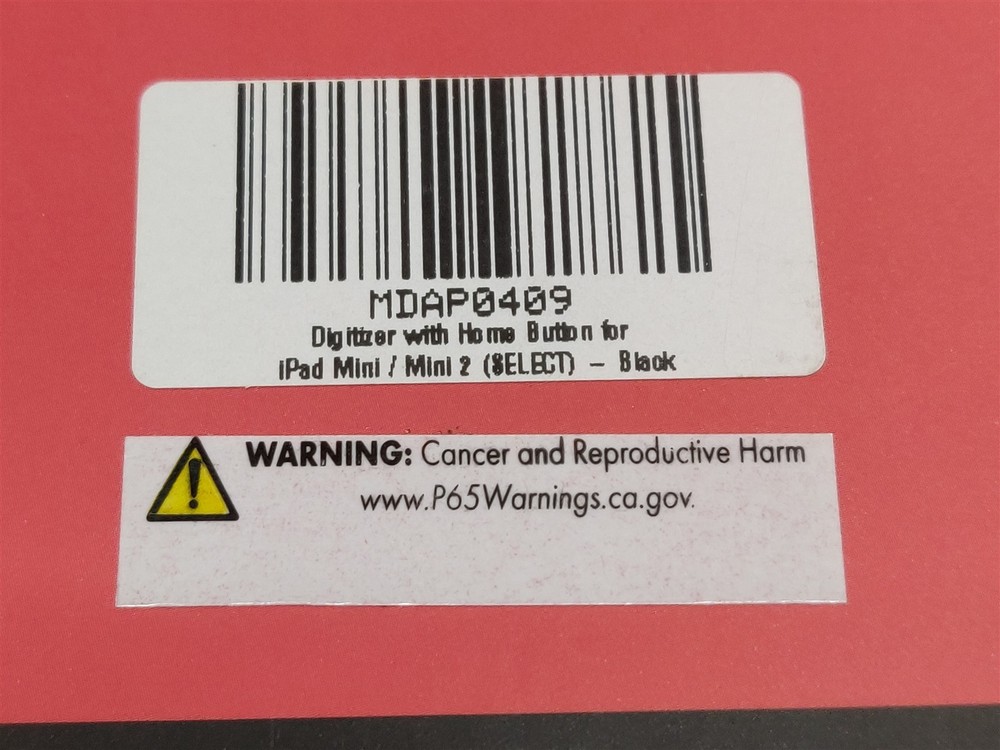 MDAP0409
Digitizer with Home Button for
iPad Mini / Mini 2 (SELECT) – Black
WARNING: Cancer and Reproductive Harm
www.P65Warnings.ca.gov.